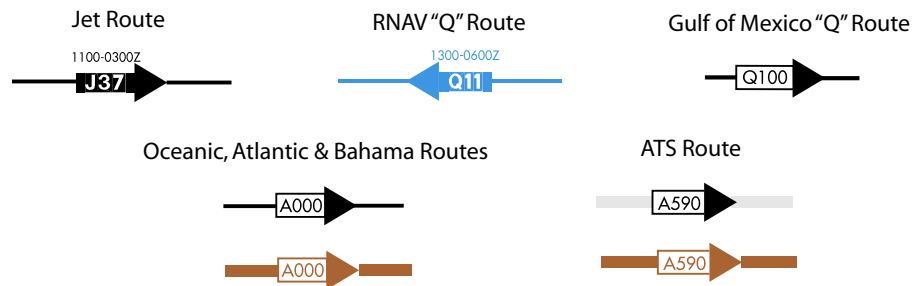 Jet Route
RNAV “Q” Route
Gulf of Mexico “Q” Route
1100-0300Z
1300-0600Z
J37
Q11
Q100
Oceanic, Atlantic & Bahama Routes
ATS Route
A000
A590
A000
A590